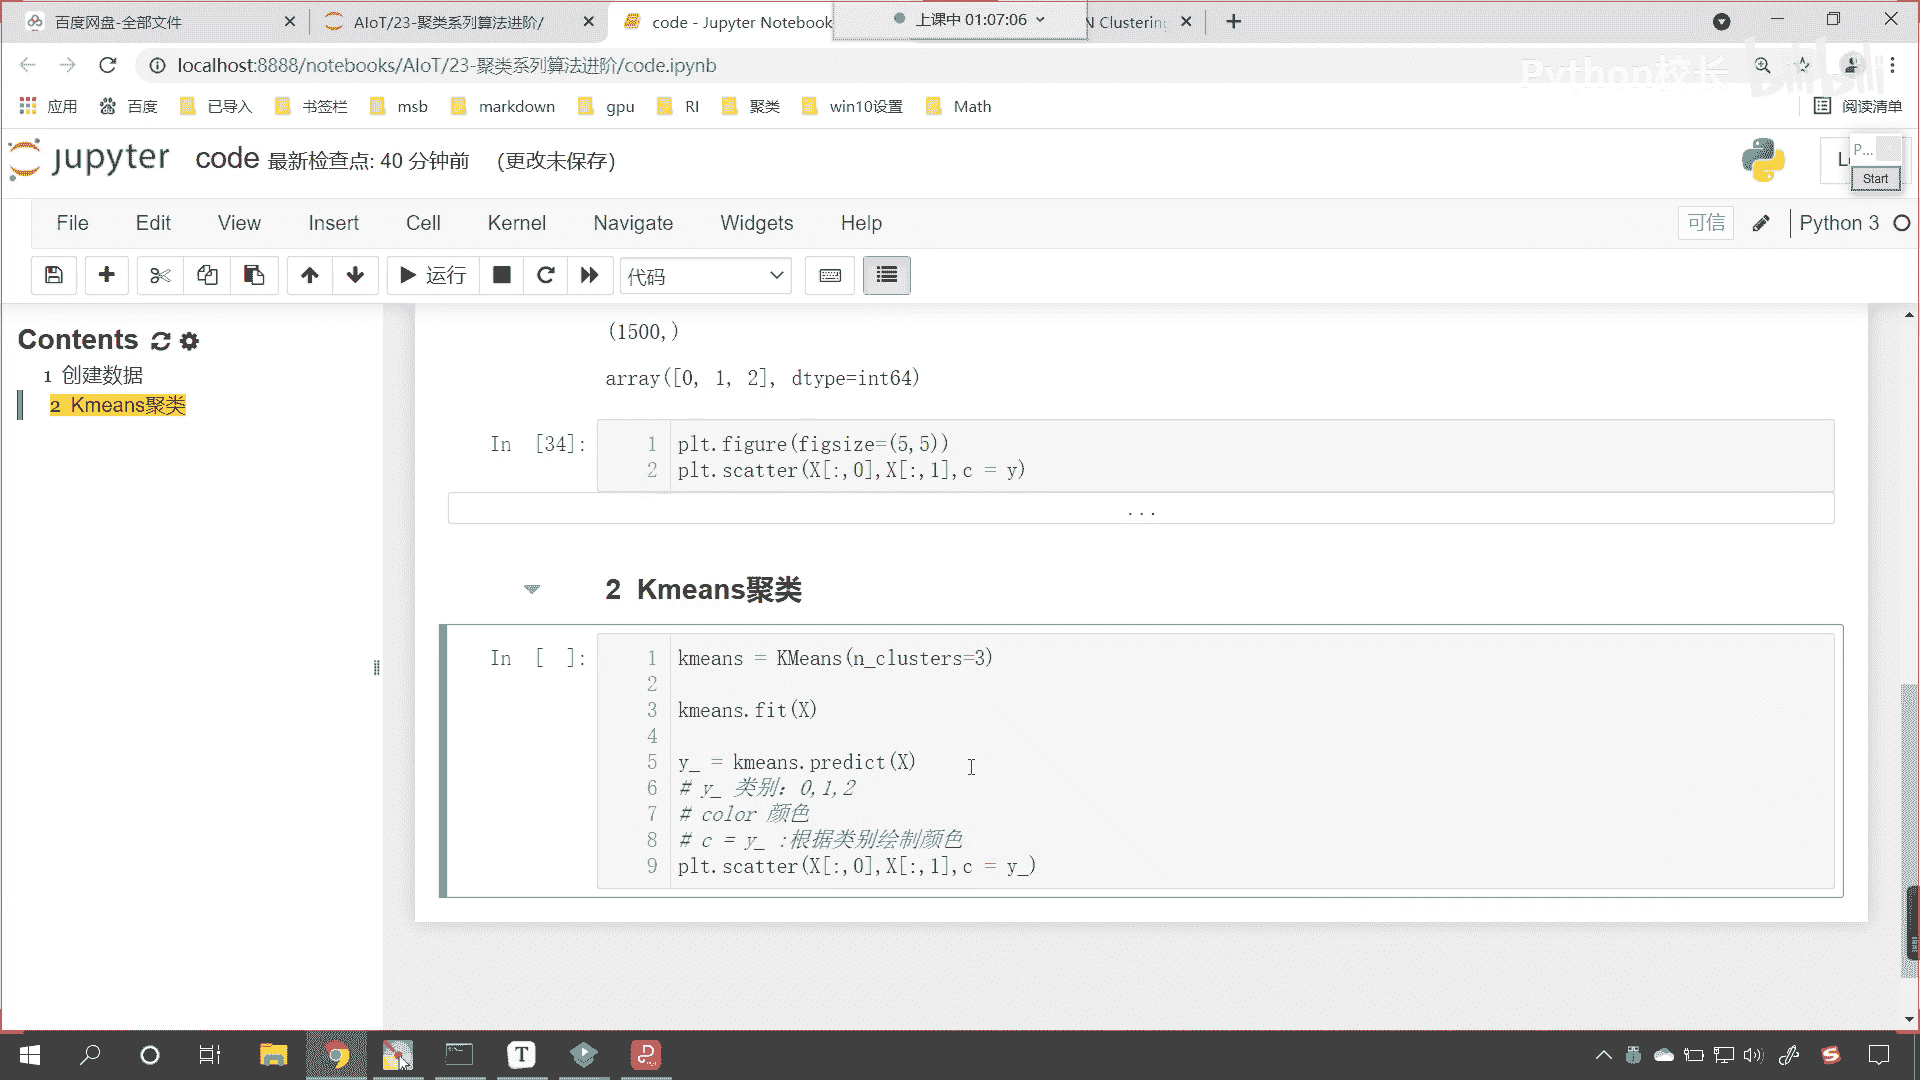 百度网盘-全部文件
AIoT/23-聚类系列算法进阶/
code - Jupyter Notebook
上课中 01:07:06
N Clustering
localhost:8888/notebooks/AIoT/23-聚类系列算法进阶/code.ipynb
Python校长
bilibili
应用
百度
已导入
书签栏
msb
markdown
gpu
RI
聚类
win10设置
Math
阅读清单
jupyter
code 最新检查点: 40 分钟前 (更改未保存)
P...
Start
File
Edit
View
Insert
Cell
Kernel
Navigate
Widgets
Help
可信
Python 3
运行
代码
Contents
1 创建数据
2 Kmeans聚类
(1500,)
array([0, 1, 2], dtype=int64)
In [34]:
1 plt.figure(figsize=(5,5))
2 plt.scatter(X[:,0],X[:,1],c = y)
...
2 Kmeans聚类
In [ ]:
1 kmeans = KMeans(n_clusters=3)
2
3 kmeans.fit(X)
4
5 y_ = kmeans.predict(X)
6 # y_ 类别：0,1,2
7 # color 颜色
8 # c = y_ :根据类别绘制颜色
9 plt.scatter(X[:,0],X[:,1],c = y_)